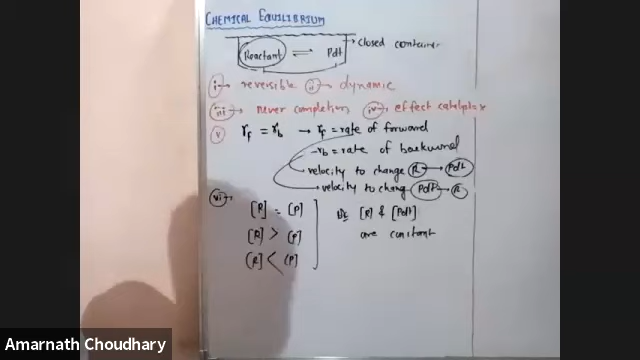 CHEMICAL EQUILIBRIUM
Reactant ⇌ Pdt → closed container
(i) → reversible (ii) → dynamic
(iii) → never completion (iv) → effect
(v) rf = rb → rf = rate of forward
→ rb = rate of backward
velocity to change R → Pdt
velocity to change Pdt → R
(vi) →
[R] = [P] [R] & [Pdt]
[R] > [P] are constant
[R] < [P]
Amarnath Choudhary